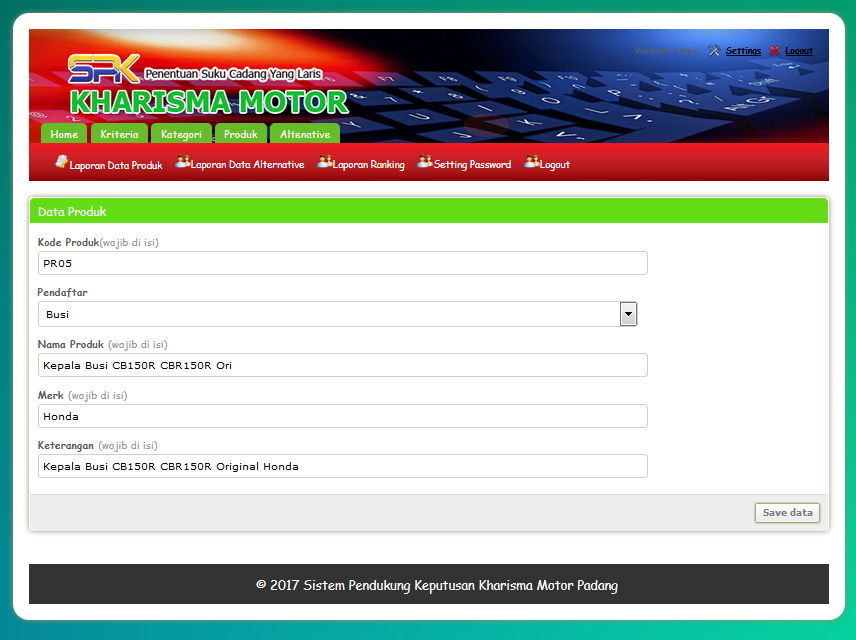 Welcome Admin Settings Logout
SPK Penentuan Suku Cadang Yang Laris
KHARISMA MOTOR
Home Kriteria Kategori Produk Altenative
Laporan Data Produk Laporan Data Alternative Laporan Ranking Setting Password Logout
Data Produk
Kode Produk(wajib di isi)
PR05
Pendaftar
Busi
Nama Produk (wajib di isi)
Kepala Busi CB150R CBR150R Ori
Merk (wajib di isi)
Honda
Keterangan (wajib di isi)
Kepala Busi CB150R CBR150R Original Honda
Save data
© 2017 Sistem Pendukung Keputusan Kharisma Motor Padang